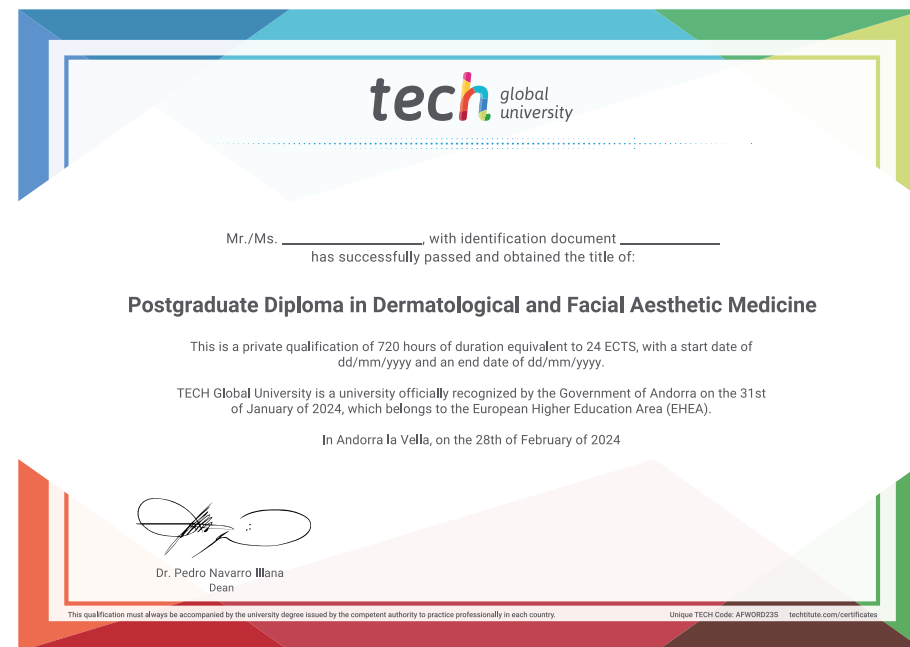 tech global university
Mr./Ms. ____________________, with identification document ______________
has successfully passed and obtained the title of:
Postgraduate Diploma in Dermatological and Facial Aesthetic Medicine
This is a private qualification of 720 hours of duration equivalent to 24 ECTS, with a start date of
dd/mm/yyyy and an end date of dd/mm/yyyy.
TECH Global University is a university officially recognized by the Government of Andorra on the 31st
of January of 2024, which belongs to the European Higher Education Area (EHEA).
In Andorra la Vella, on the 28th of February of 2024
Dr. Pedro Navarro Illana
Dean
This qualification must always be accompanied by the university degree issued by the competent authority to practice professionally in each country.
Unique TECH Code: AFWORD23S techtitute.com/certificates